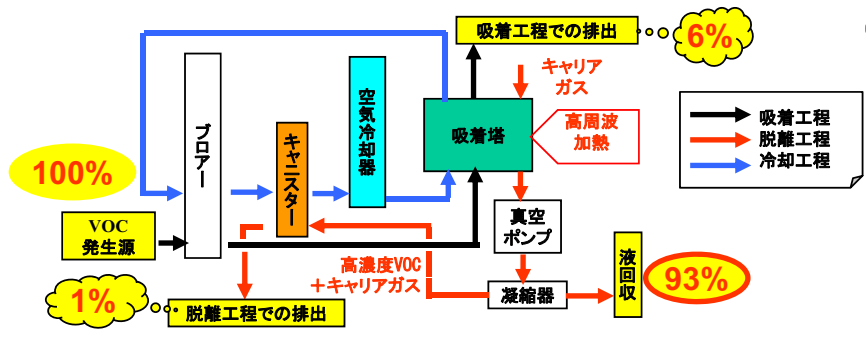 吸着工程での排出
6%
キャリア
ガス
吸着塔
高周波
加熱
吸着工程
脱離工程
冷却工程
ブロアー
キャニスター
空気冷却器
100%
VOC
発生源
真空
ポンプ
高濃度VOC
+キャリアガス
凝縮器
液回収
93%
1%
脱離工程での排出